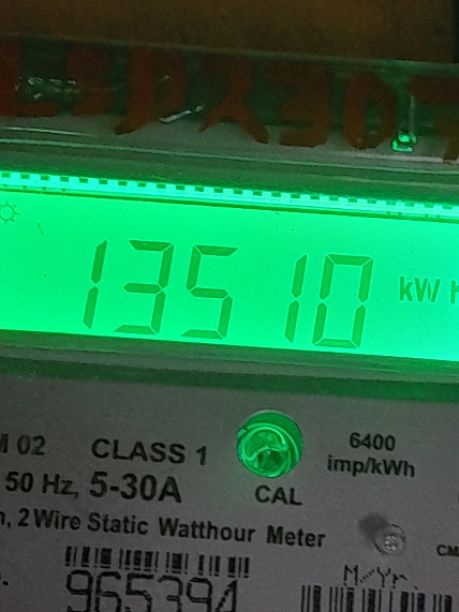 13510 kW
02 CLASS 1 6400
50 Hz, 5-30A imp/kWh
CAL
2 Wire Static Watthour Meter
965394 M Yr.